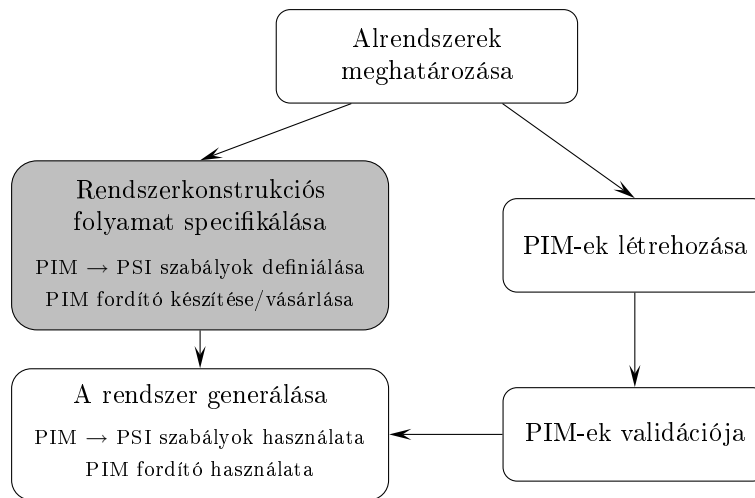 Alrendszerek
meghatározása
Rendszerkonstrukciós
folyamat specifikálása
PIM → PSI szabályok definiálása
PIM fordító készítése/vásárlása
PIM-ek létrehozása
A rendszer generálása
PIM → PSI szabályok használata
PIM fordító használata
PIM-ek validációja